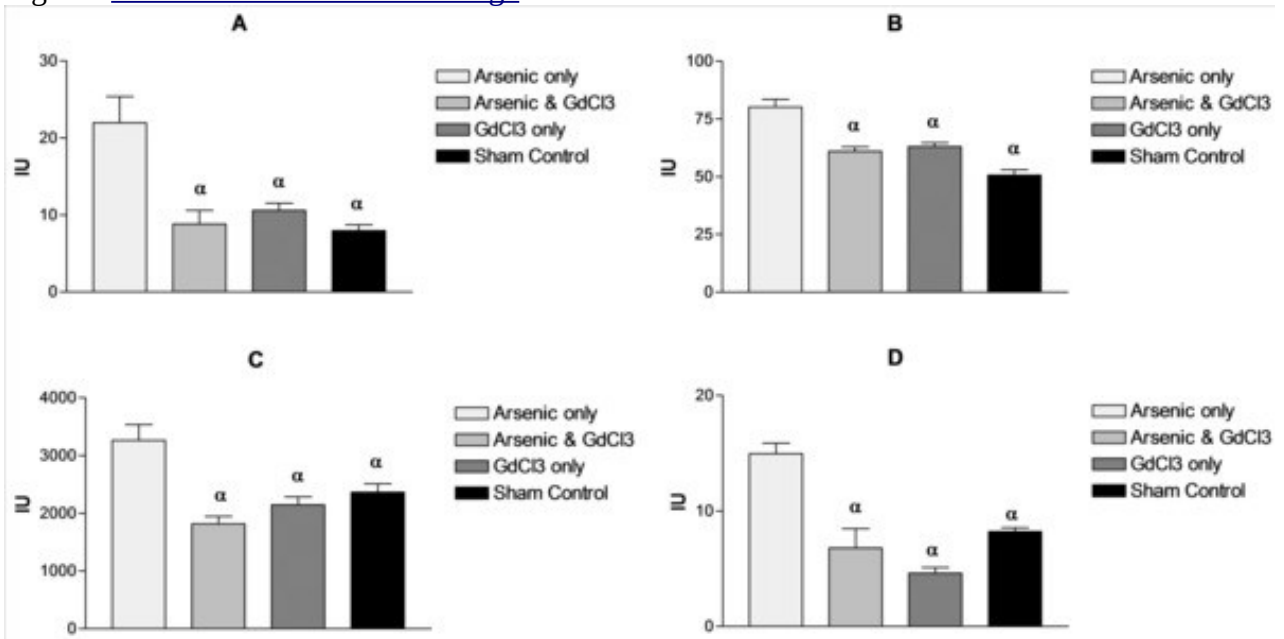 A
30
20
10
0
IU
α
α
α
Arsenic only
Arsenic & GdCl3
GdCl3 only
Sham Control
B
100
75
50
25
0
IU
α
α
α
Arsenic only
Arsenic & GdCl3
GdCl3 only
Sham Control
C
4000
3000
2000
1000
0
IU
α
α
α
Arsenic only
Arsenic & GdCl3
GdCl3 only
Sham Control
D
20
10
0
IU
α
α
α
Arsenic only
Arsenic & GdCl3
GdCl3 only
Sham Control